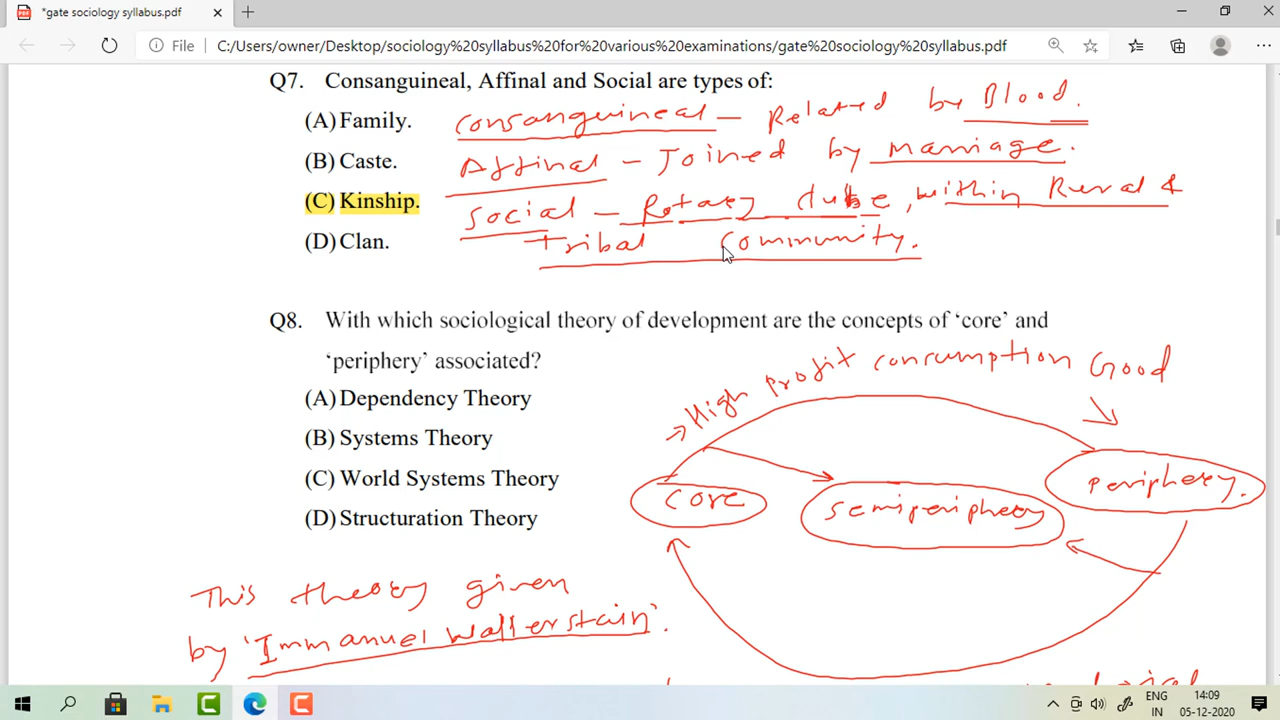 *gate sociology syllabus.pdf
File C:/Users/owner/Desktop/sociology%20syllabus%20for%20various%20examinations/gate%20sociology%20syllabus.pdf
Q7. Consanguineal, Affinal and Social are types of:
(A) Family. Consanguineal – Related by Blood.
(B) Caste. Affinal – Joined by marriage.
(C) Kinship. Social – Rotary within Rural &
(D) Clan. Tribal Community.
Q8. With which sociological theory of development are the concepts of ‘core’ and
‘periphery’ associated?
→ High Profit consumption Good
(A) Dependency Theory
(B) Systems Theory
(C) World Systems Theory
(D) Structuration Theory
core
semiperiphery
periphery.
This theory given
by 'Immanuel Wallerstain'.
ENG
IN
14:09
05-12-2020